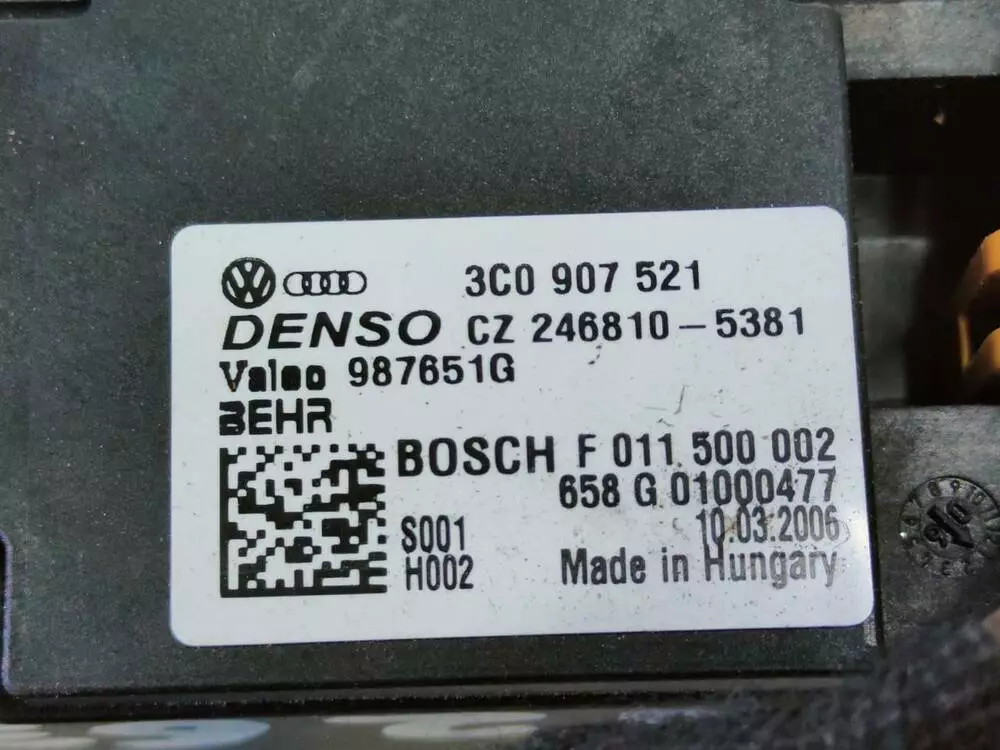 3C0 907 521
DENSO CZ 246810-5381
Valeo 987651G
BEHR
BOSCH F 011 500 002
658 G 01000477
S001 10.03.2006
H002 Made in Hungary